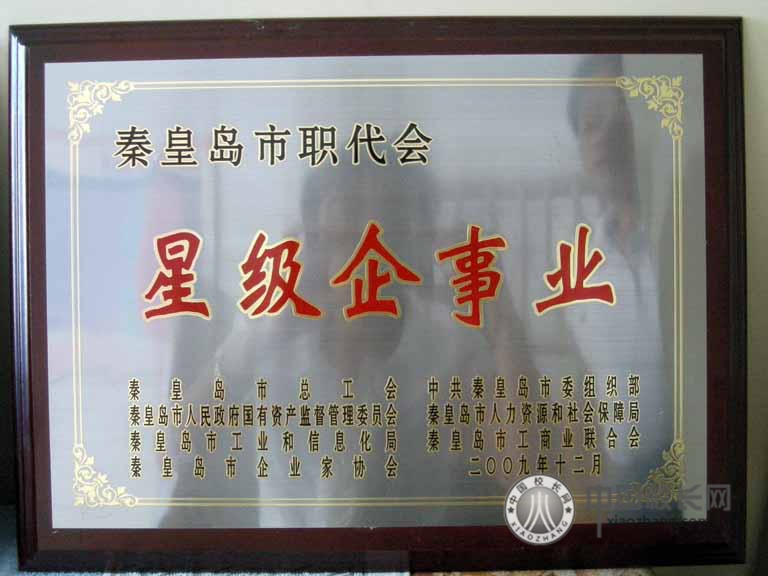 秦皇岛市职代会
星级企事业
秦皇岛市总工会
秦皇岛市人民政府国有资产监督管理委员会
秦皇岛市工业和信息化局
秦皇岛市企业家协会
中共秦皇岛市委组织部
秦皇岛市人力资源和社会保障局
秦皇岛市工商业联合会
二〇〇九年十二月
中国校长网
XIAOZHANG
中国校长网